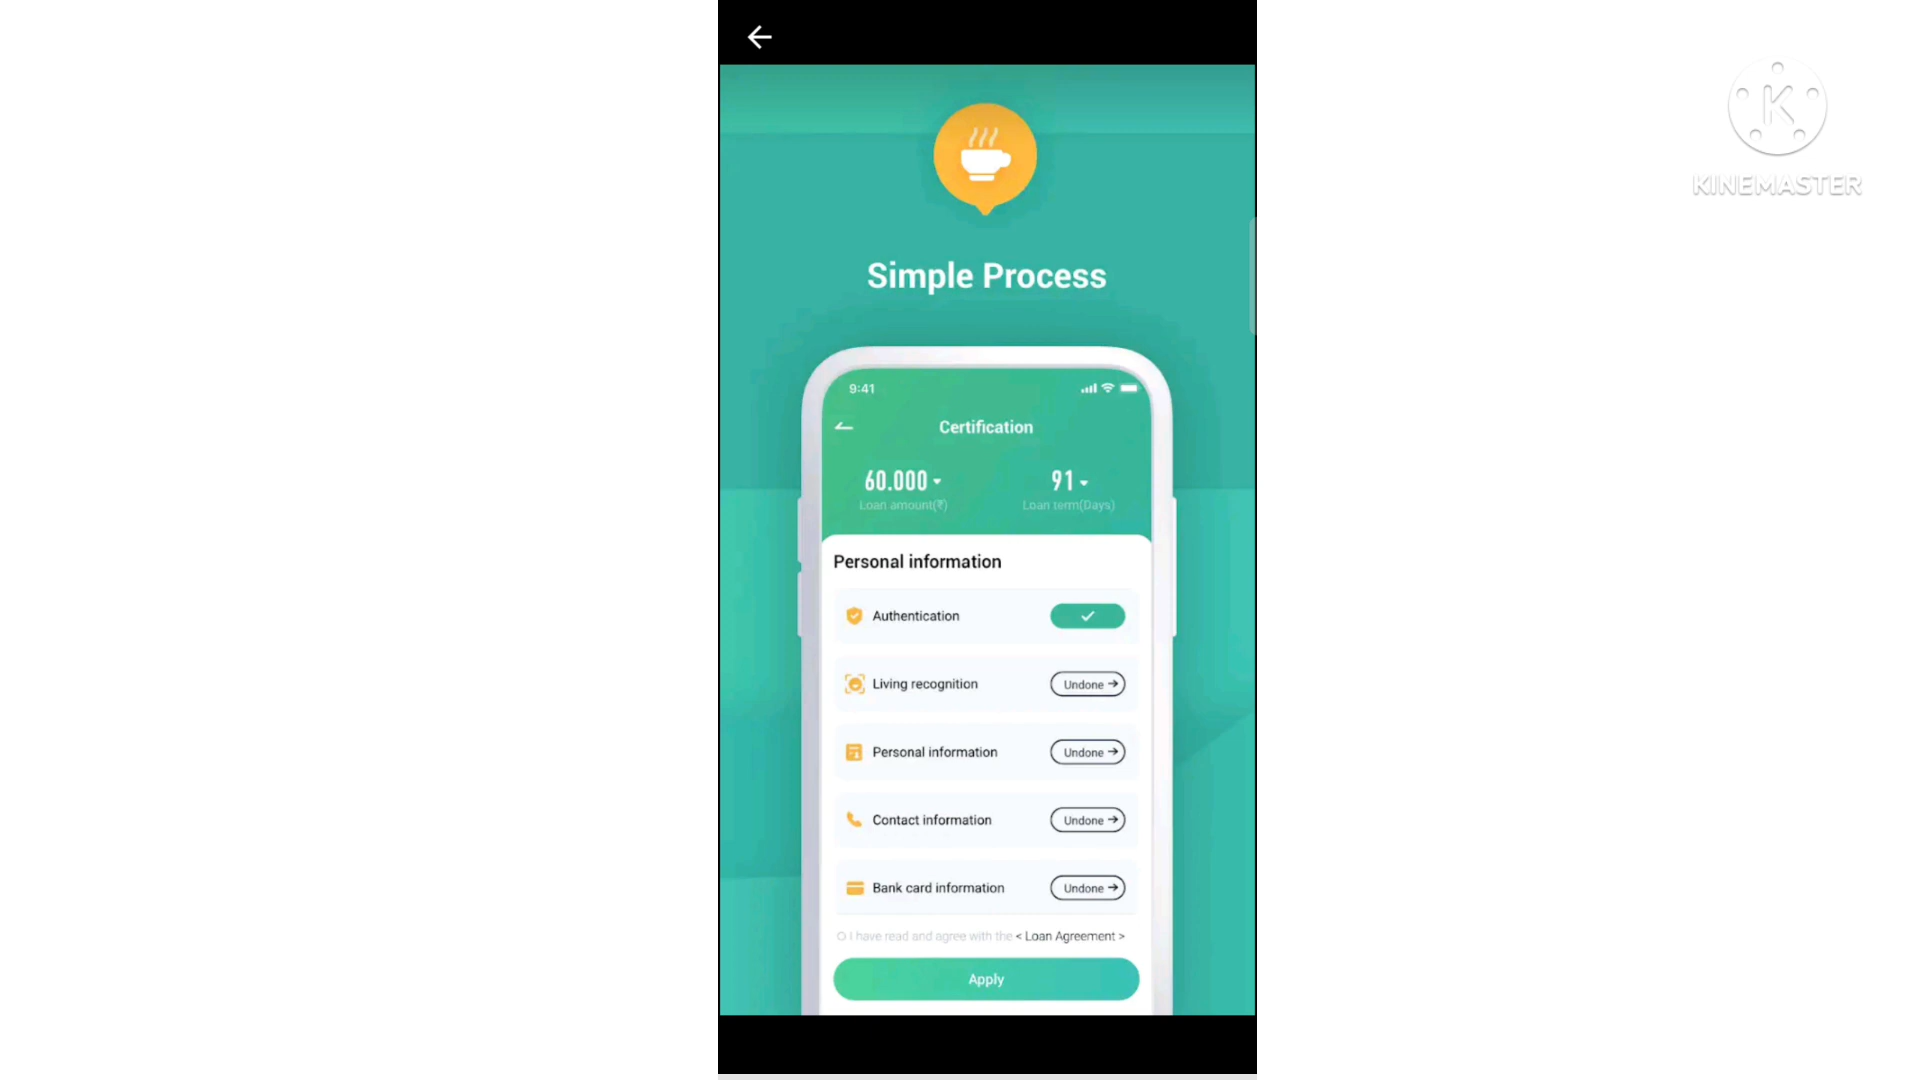 KINEMASTER
Simple Process
9:41
Certification
60.000 91
Loan amount(₹) Loan term(Days)
Personal information
Authentication
Living recognition Undone
Personal information Undone
Contact information Undone
Bank card information Undone
I have read and agree with the < Loan Agreement >
Apply